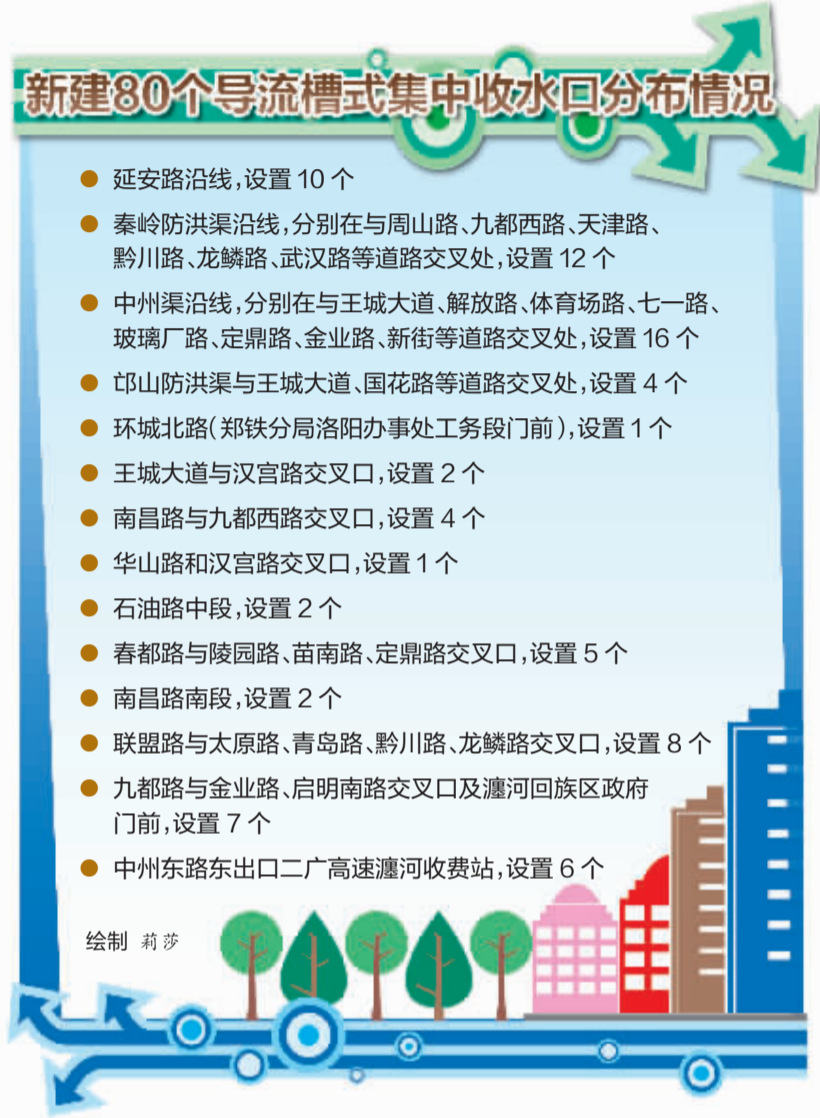 新建80个导流槽式集中收水口分布情况
● 延安路沿线,设置10个
● 秦岭防洪渠沿线,分别在与周山路、九都西路、天津路、
黔川路、龙鳞路、武汉路等道路交叉处,设置12个
● 中州渠沿线,分别在与王城大道、解放路、体育场路、七一路、
玻璃厂路、定鼎路、金业路、新街等道路交叉处,设置16个
● 邙山防洪渠与王城大道、国花路等道路交叉处,设置4个
● 环城北路(郑铁分局洛阳办事处工务段门前),设置1个
● 王城大道与汉宫路交叉口,设置2个
● 南昌路与九都西路交叉口,设置4个
● 华山路和汉宫路交叉口,设置1个
● 石油路中段,设置2个
● 春都路与陵园路、苗南路、定鼎路交叉口,设置5个
● 南昌路南段,设置2个
● 联盟路与太原路、青岛路、黔川路、龙鳞路交叉口,设置8个
● 九都路与金业路、启明南路交叉口及瀍河回族区政府
门前,设置7个
● 中州东路东出口二广高速瀍河收费站,设置6个
绘制 莉莎